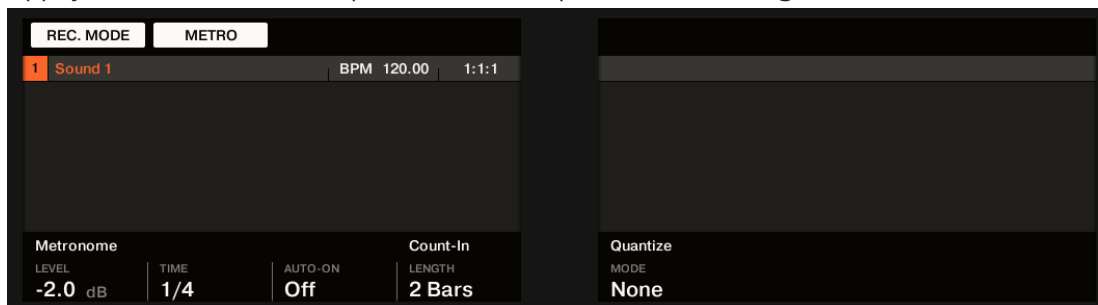 REC. MODE METRO
1 Sound 1 BPM 120.00 1:1:1
Metronome Count-In Quantize
LEVEL TIME AUTO-ON LENGTH MODE
-2.0 dB 1/4 Off 2 Bars None